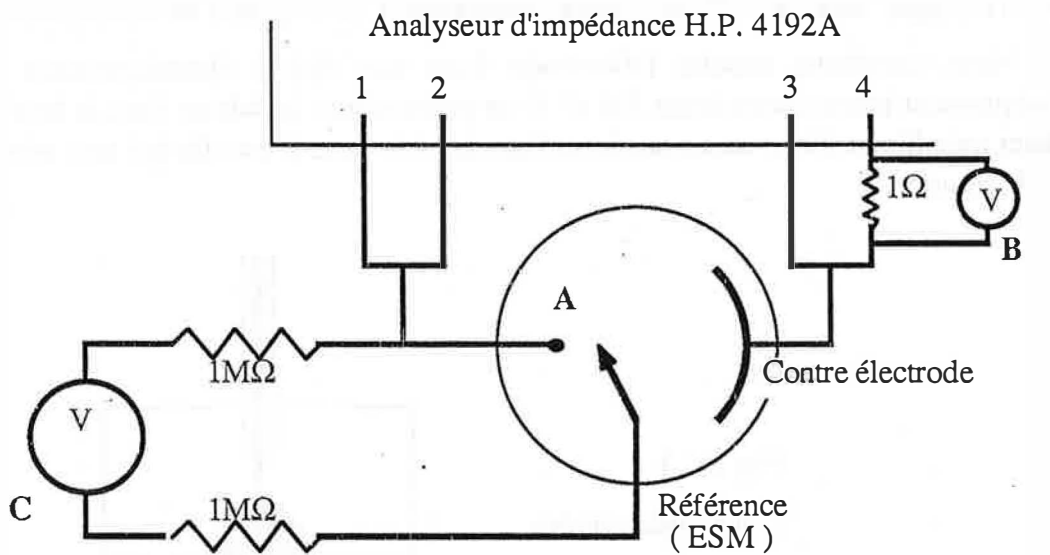 Analyseur d'impédance H.P. 4192A
1 2 3 4
1Ω
V
B
A
1MΩ
Contre électrode
V
C
1MΩ
Référence
( ESM )